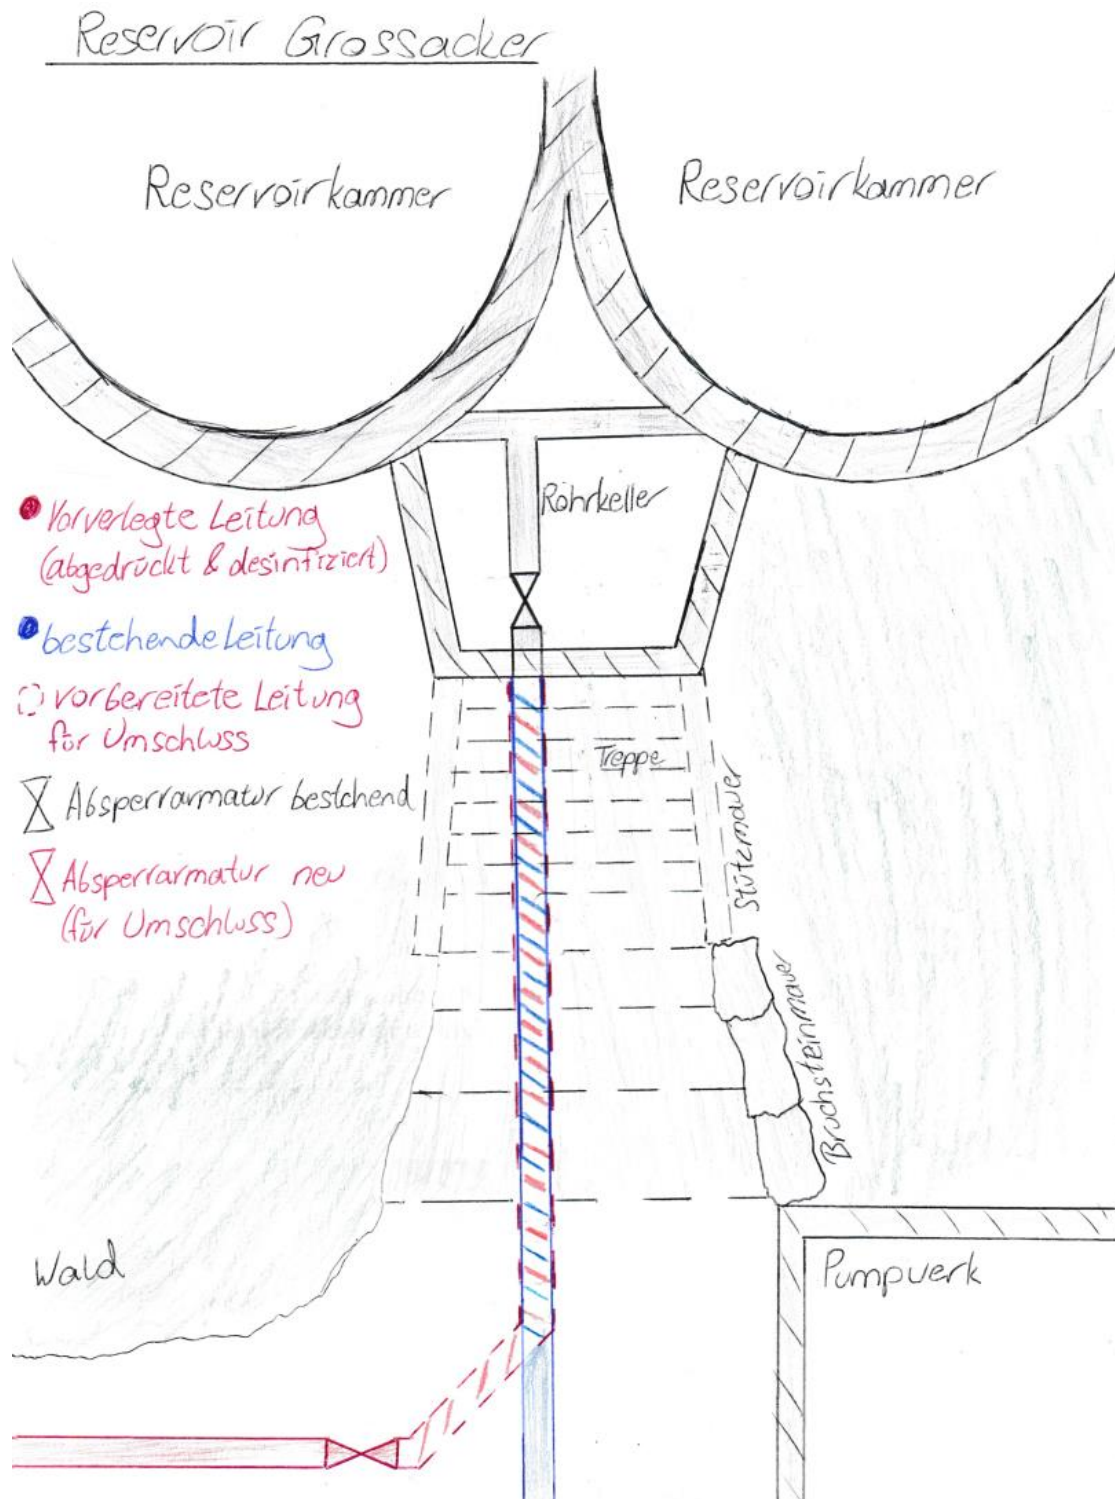 Reservoir Grossacker
Reservoirkammer
Reservoirkammer
Rohrkeller
Vorverlegte Leitung
(abgedrückt & desinfiziert)
bestehende Leitung
vorbereitete Leitung
für Umschluss
Absperrarmatur bestehend
Absperrarmatur neu
(für Umschluss)
Treppe
Stützmauer
Bruchsteinmauer
Wald
Pumpwerk